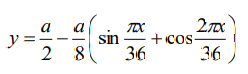 y = a/2 − a/8 ( sin πx/36 + cos 2πx/36 )